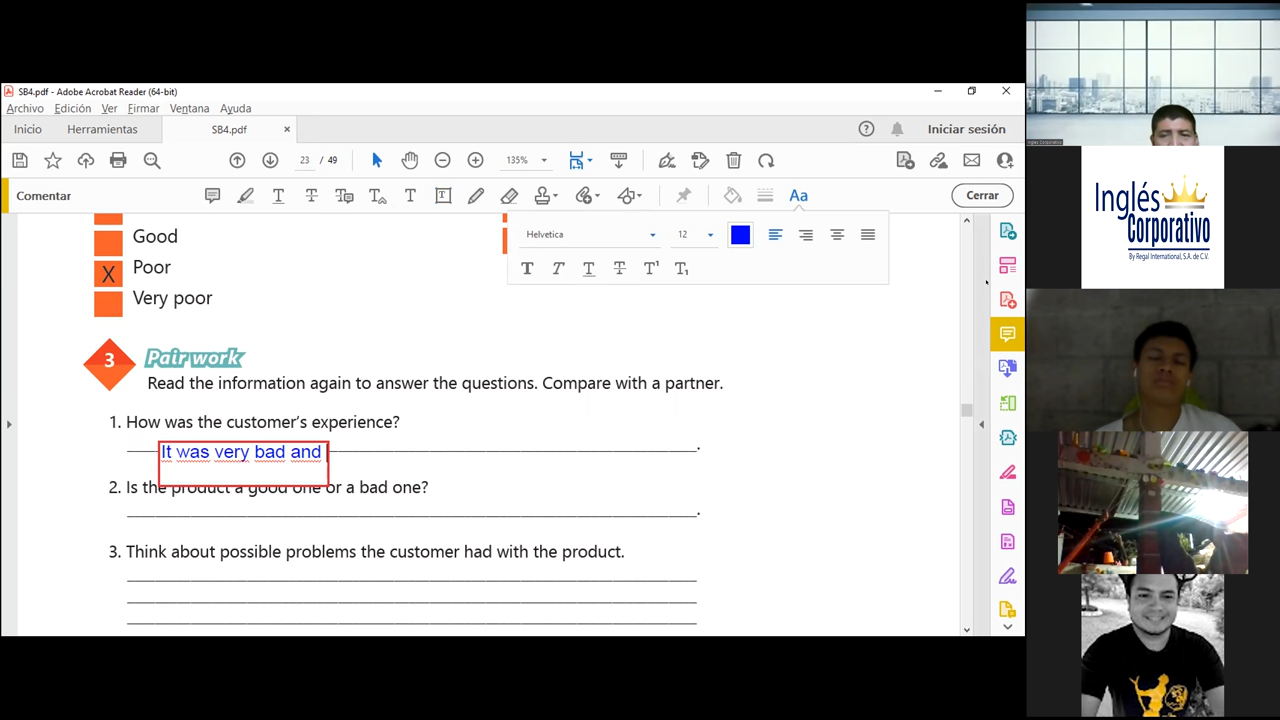 SB4.pdf - Adobe Acrobat Reader (64-bit)
Archivo Edición Ver Firmar Ventana Ayuda
Inicio Herramientas SB4.pdf × Iniciar sesión
23 / 49 135%
Comentar Cerrar
Helvetica 12
Good
X Poor
Very poor
3 Pair work
Read the information again to answer the questions. Compare with a partner.
1. How was the customer's experience?
It was very bad and
2. Is the product a good one or a bad one?
3. Think about possible problems the customer had with the product.
Inglés Corporativo
Inglés
Corporativo
By Regal International, S.A. de C.V.